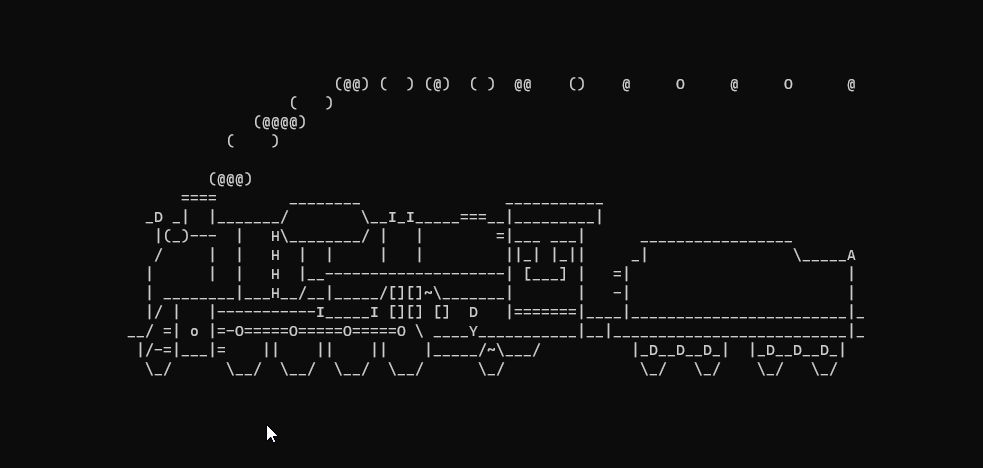 (@@) (  ) (@)  ( )  @@    ()    @     O     @     O      @
                  (   )
              (@@@@)
           (    )

         (@@@)
      ====        ________                ___________
  _D _|  |_______/        \__I_I_____===__|_________|
   |(_)---  |   H\________/ |   |        =|___ ___|      _________________
   /     |  |   H  |  |     |   |         ||_| |_||     _|                \_____A
  |      |  |   H  |__--------------------| [___] |   =|                        |
  | ________|___H__/__|_____/[][]~\_______|       |   -|                        |
  |/ |   |-----------I_____I [][] []  D   |=======|____|________________________|_
__/ =| o |=-O=====O=====O=====O \ ____Y___________|__|__________________________|_
 |/-=|___|=    ||    ||    ||    |_____/~\___/          |_D__D__D_|  |_D__D__D_|
  \_/      \__/  \__/  \__/  \__/      \_/               \_/   \_/    \_/   \_/